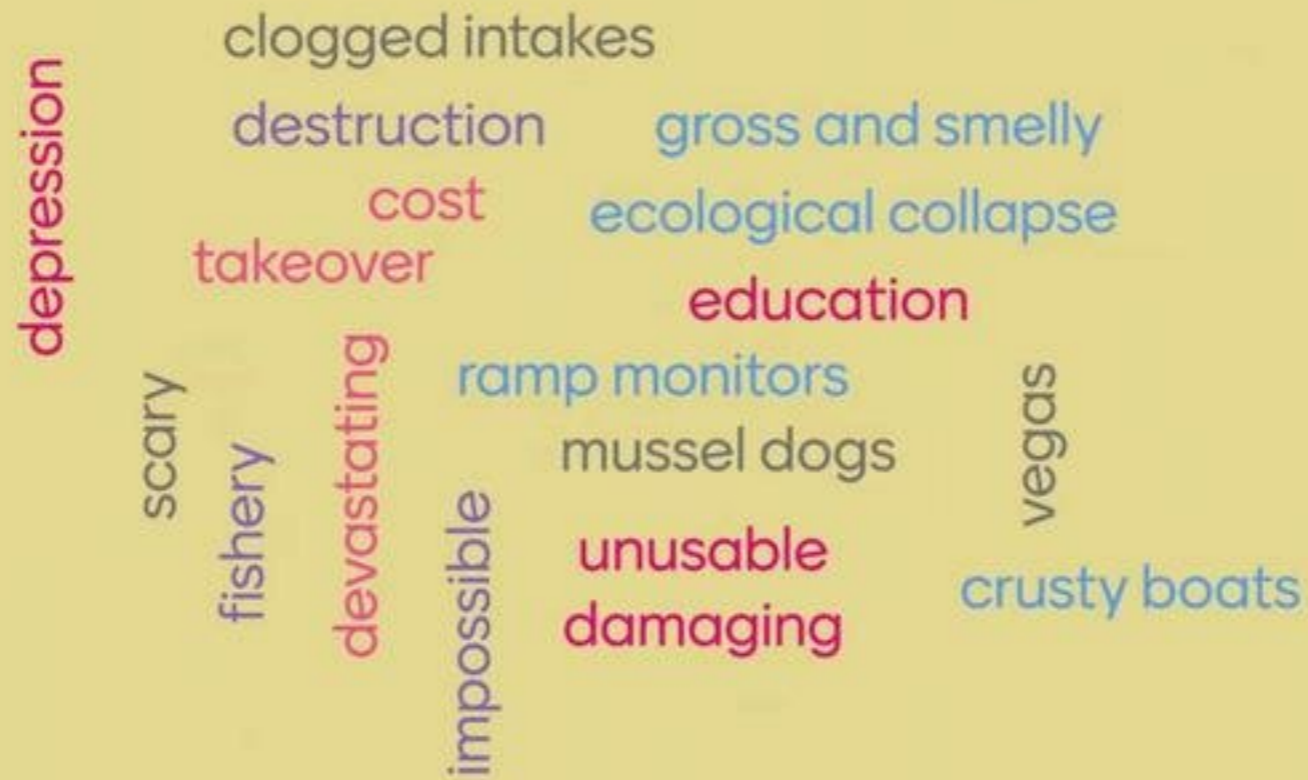 clogged intakes
depression
destruction
gross and smelly
cost
ecological collapse
takeover
education
scary
devastating
ramp monitors
vegas
fishery
mussel dogs
impossible
unusable
crusty boats
damaging